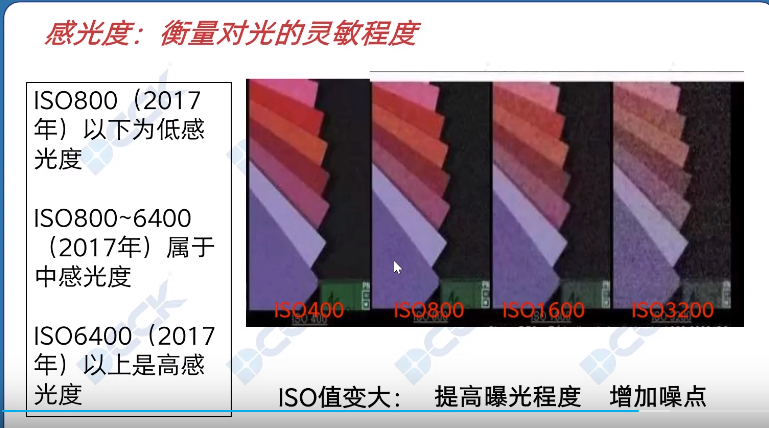 感光度：衡量对光的灵敏程度
ISO800（2017
年）以下为低感
光度
ISO800~6400
（2017年）属于
中感光度
ISO6400（2017
年）以上是高感
光度
ISO400 ISO800 ISO1600 ISO3200
ISO 400
ISO值变大： 提高曝光程度 增加噪点